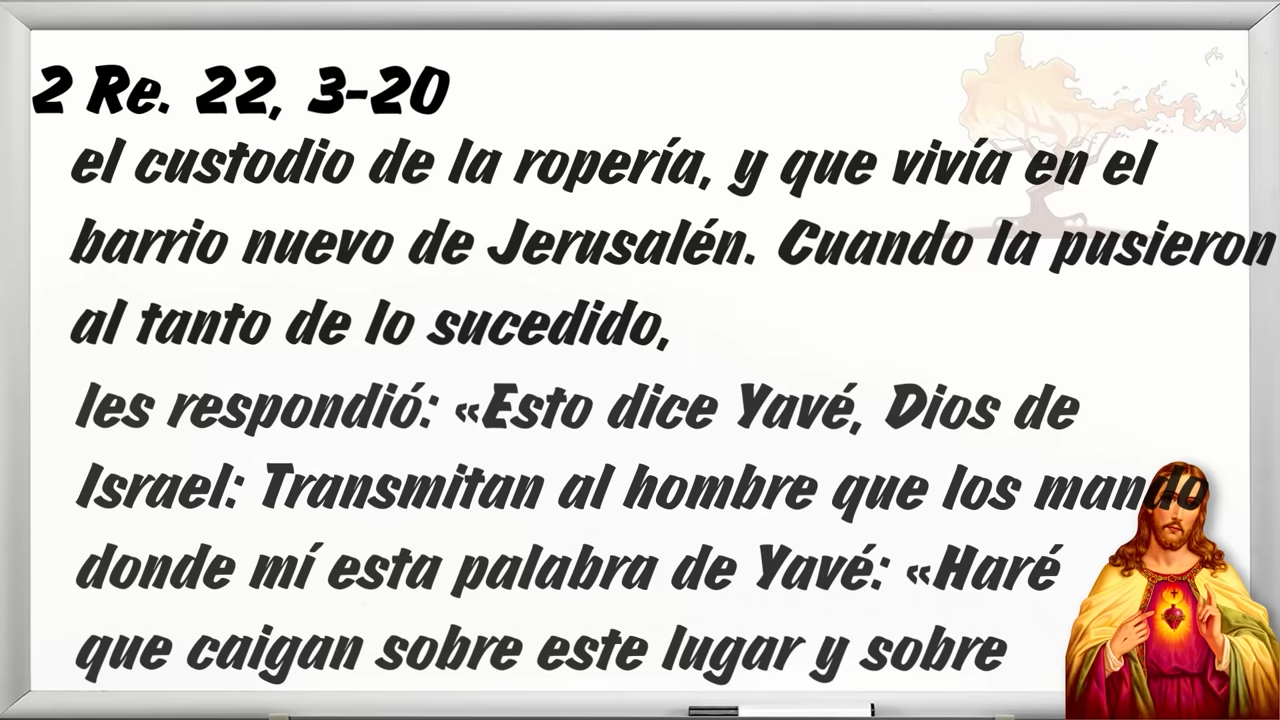 2 Re. 22, 3-20
el custodio de la ropería, y que vivía en el
barrio nuevo de Jerusalén. Cuando la pusieron
al tanto de lo sucedido,
les respondió: «Esto dice Yavé, Dios de
Israel: Transmitan al hombre que los mando
donde mí esta palabra de Yavé: «Haré
que caigan sobre este lugar y sobre